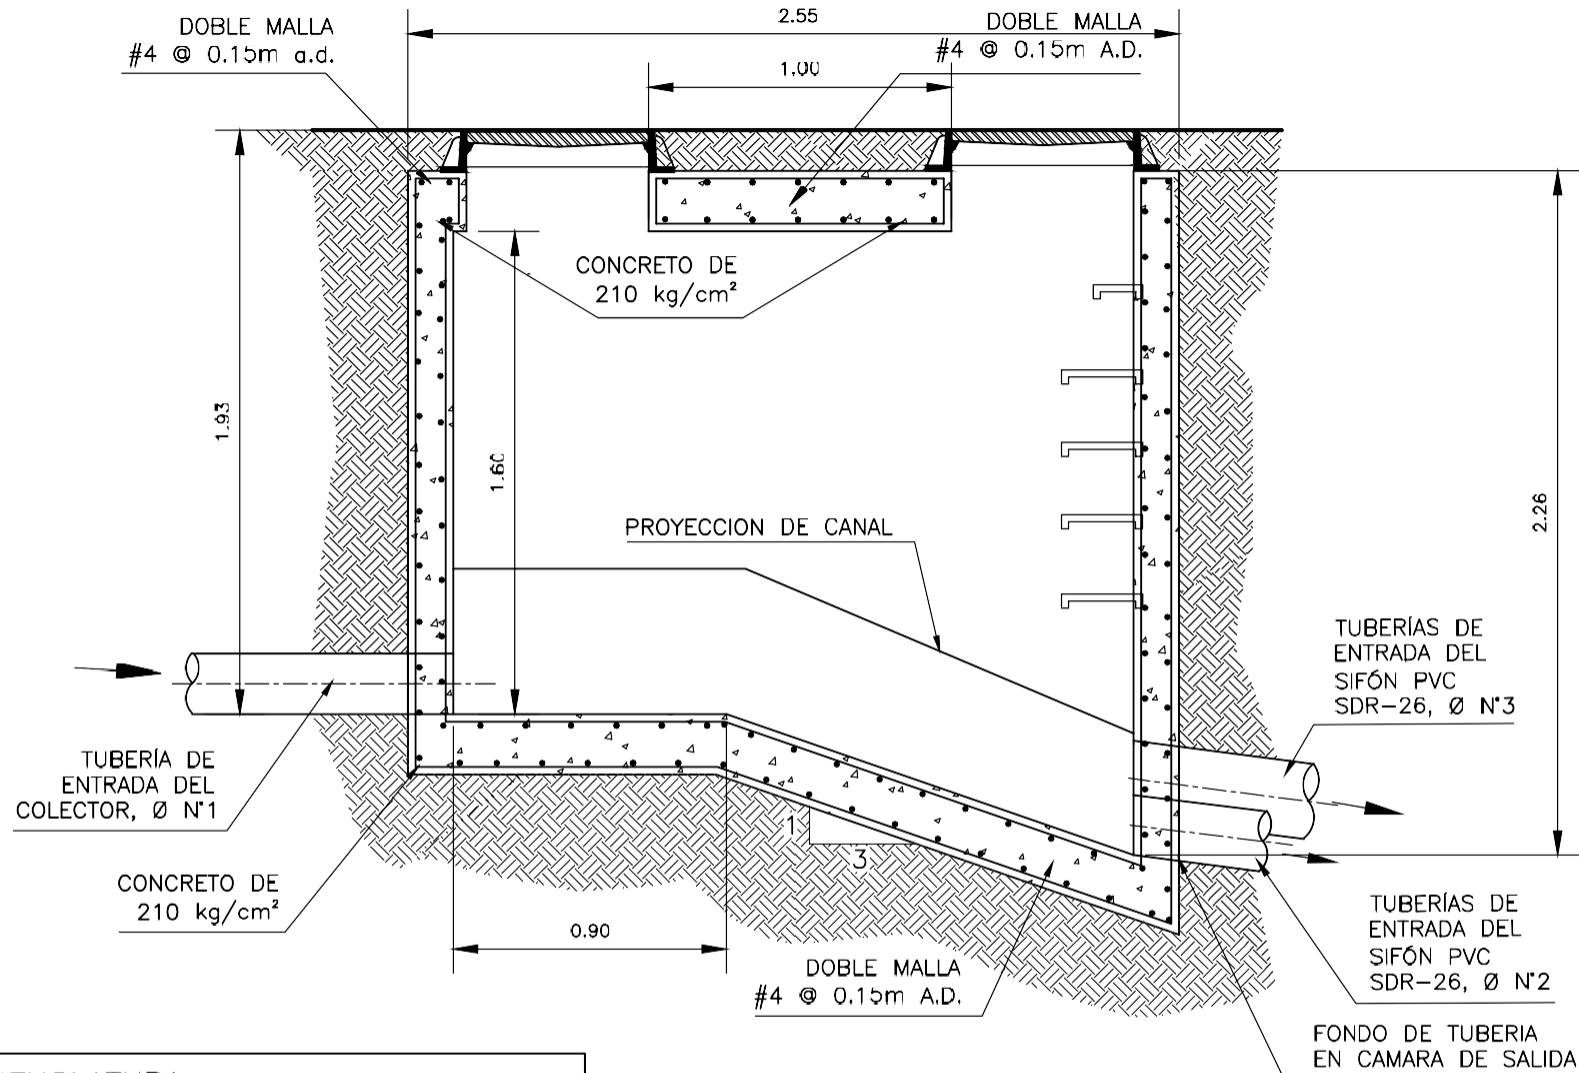 DOBLE MALLA
#4 @ 0.15m a.d.
2.55
DOBLE MALLA
#4 @ 0.15m A.D.
1.00
CONCRETO DE
210 kg/cm²
1.93
1.60
2.26
PROYECCION DE CANAL
TUBERÍAS DE
ENTRADA DEL
SIFÓN PVC
SDR-26, Ø N°3
TUBERÍA DE
ENTRADA DEL
COLECTOR, Ø N°1
1
3
CONCRETO DE
210 kg/cm²
0.90
DOBLE MALLA
#4 @ 0.15m A.D.
TUBERÍAS DE
ENTRADA DEL
SIFÓN PVC
SDR-26, Ø N°2
FONDO DE TUBERIA
EN CAMARA DE SALIDA